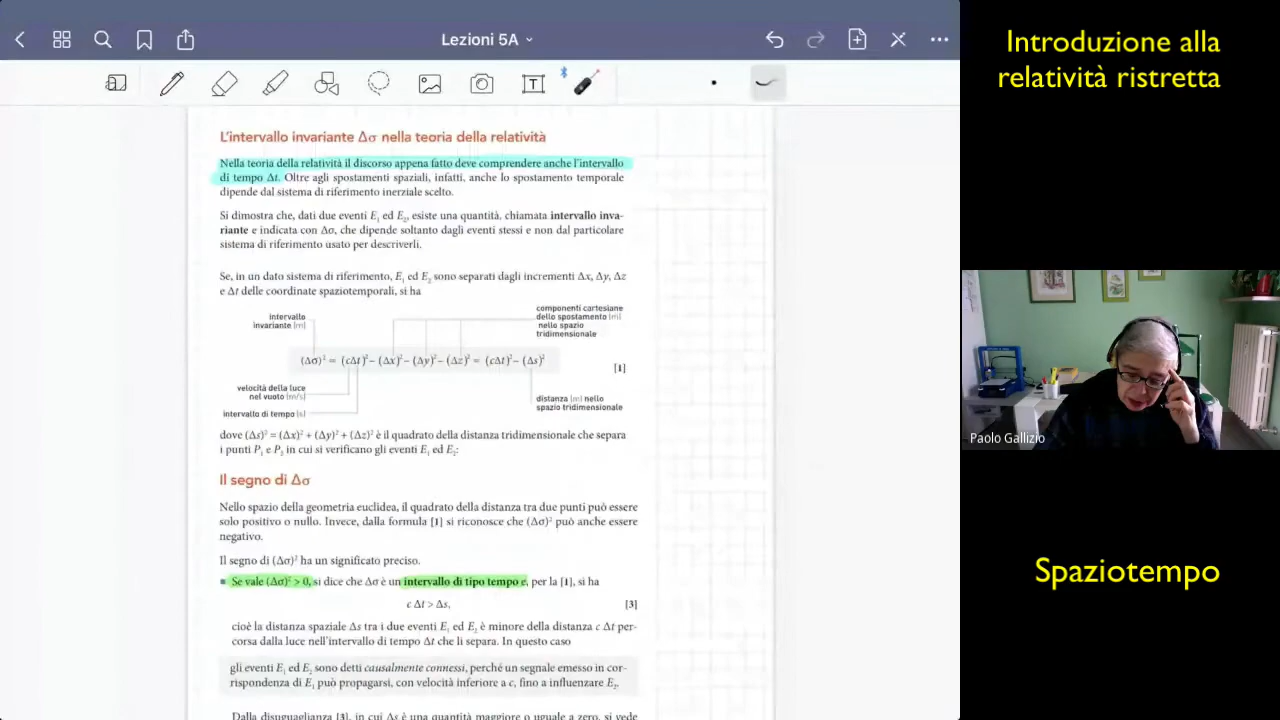 Lezioni 5A
Introduzione alla
relatività ristretta
L'intervallo invariante Δσ nella teoria della relatività
Nella teoria della relatività il discorso appena fatto deve comprendere anche l'intervallo
di tempo Δt. Oltre agli spostamenti spaziali, infatti, anche lo spostamento temporale
dipende dal sistema di riferimento inerziale scelto.
Si dimostra che, dati due eventi E₁ ed E₂, esiste una quantità, chiamata intervallo inva-
riante e indicata con Δσ, che dipende soltanto dagli eventi stessi e non dal particolare
sistema di riferimento usato per descriverli.
Se, in un dato sistema di riferimento, E₁ ed E₂ sono separati dagli incrementi Δx, Δy, Δz
e Δt delle coordinate spaziotemporali, si ha
intervallo
invariante (m)
componenti cartesiane
dello spostamento (m)
nello spazio
tridimensionale
(Δσ)² = (cΔt)² − (Δx)² − (Δy)² − (Δz)² = (cΔt)² − (Δs)²
[1]
velocità della luce
nel vuoto (m/s)
intervallo di tempo (s)
distanza (m) nello
spazio tridimensionale
dove (Δs)² = (Δx)² + (Δy)² + (Δz)² è il quadrato della distanza tridimensionale che separa
i punti P₁ e P₂ in cui si verificano gli eventi E₁ ed E₂:
Il segno di Δσ
Nello spazio della geometria euclidea, il quadrato della distanza tra due punti può essere
solo positivo o nullo. Invece, dalla formula [1] si riconosce che (Δσ)² può anche essere
negativo.
Il segno di (Δσ)² ha un significato preciso.
Se vale (Δσ)² > 0, si dice che Δσ è un intervallo di tipo tempo e, per la [1], si ha
c Δt > Δs,
[3]
cioè la distanza spaziale Δs tra i due eventi E₁ ed E₂ è minore della distanza c Δt per-
corsa dalla luce nell'intervallo di tempo Δt che li separa. In questo caso
gli eventi E₁ ed E₂ sono detti causalmente connessi, perché un segnale emesso in cor-
rispondenza di E₁ può propagarsi, con velocità inferiore a c, fino a influenzare E₂.
Dalla disuguaglianza [3], in cui Δs è una quantità maggiore o uguale a zero, si vede
Paolo Gallizio
Spaziotempo